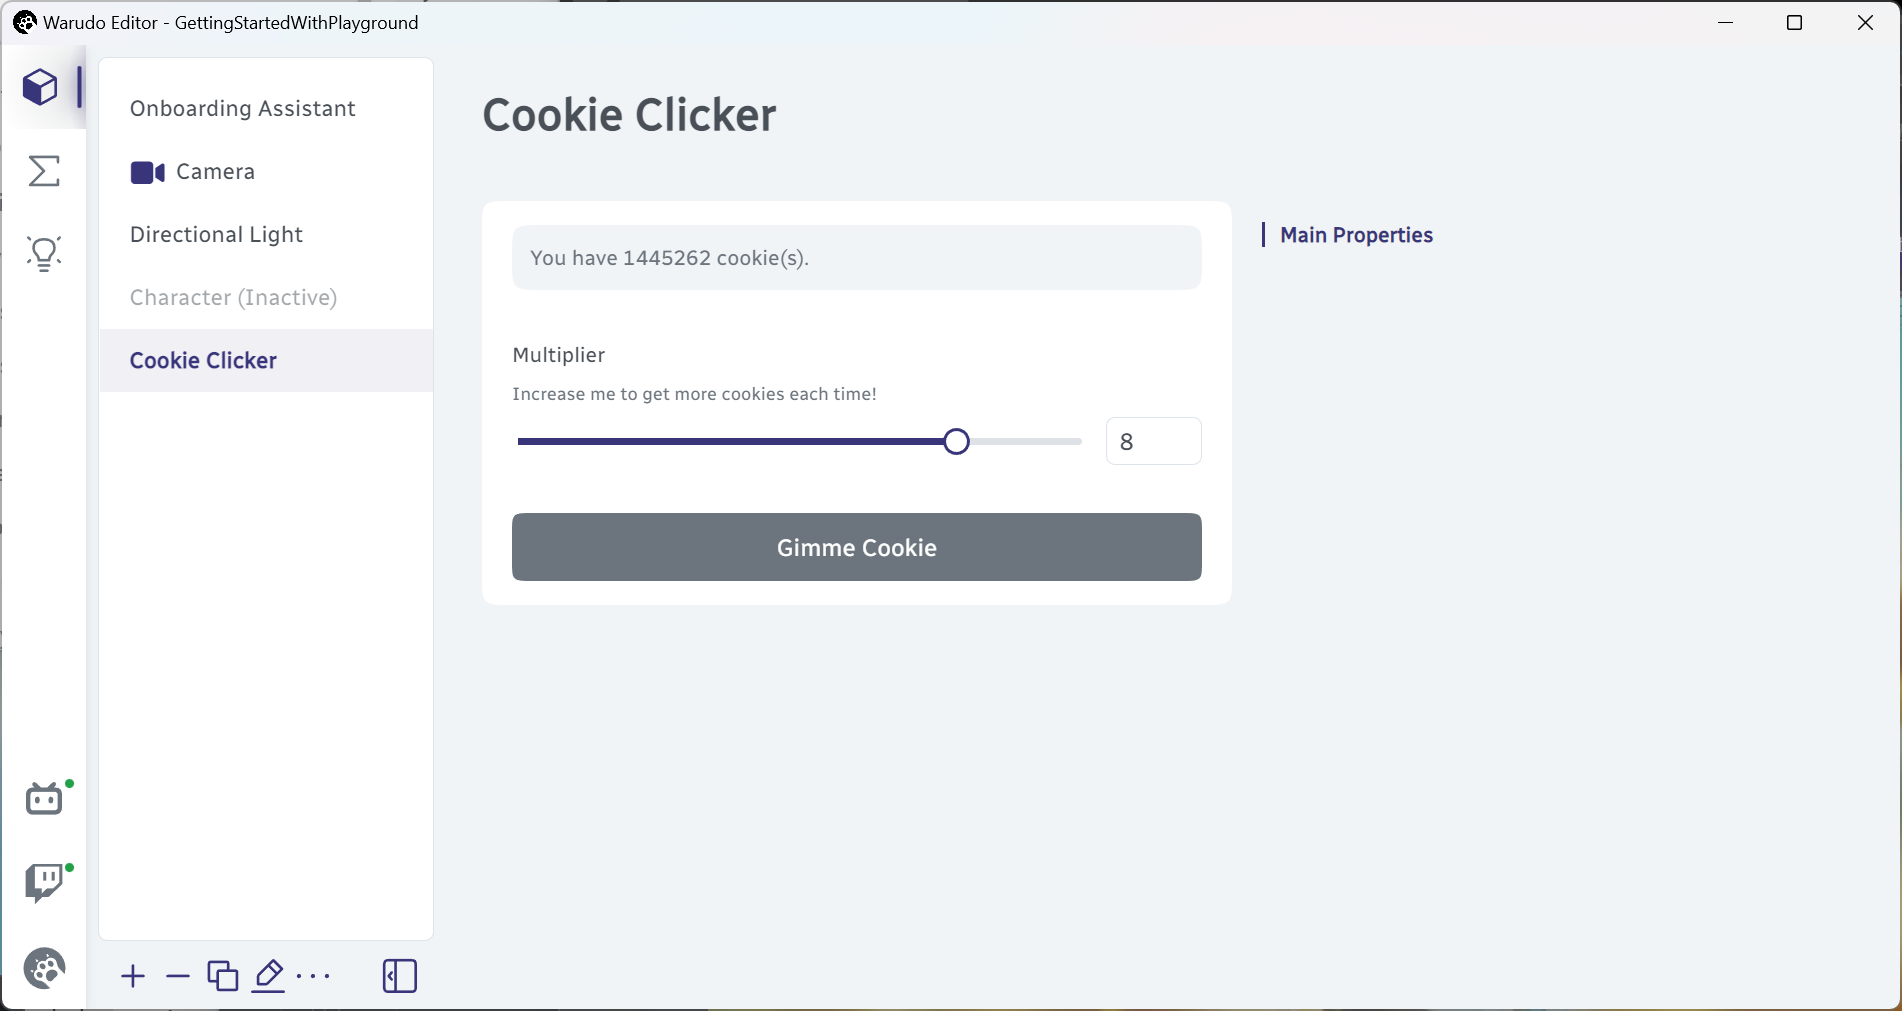 Warudo Editor - GettingStartedWithPlayground
Onboarding Assistant
Camera
Directional Light
Character (Inactive)
Cookie Clicker
Cookie Clicker
You have 1445262 cookie(s).
Multiplier
Increase me to get more cookies each time!
8
Gimme Cookie
Main Properties